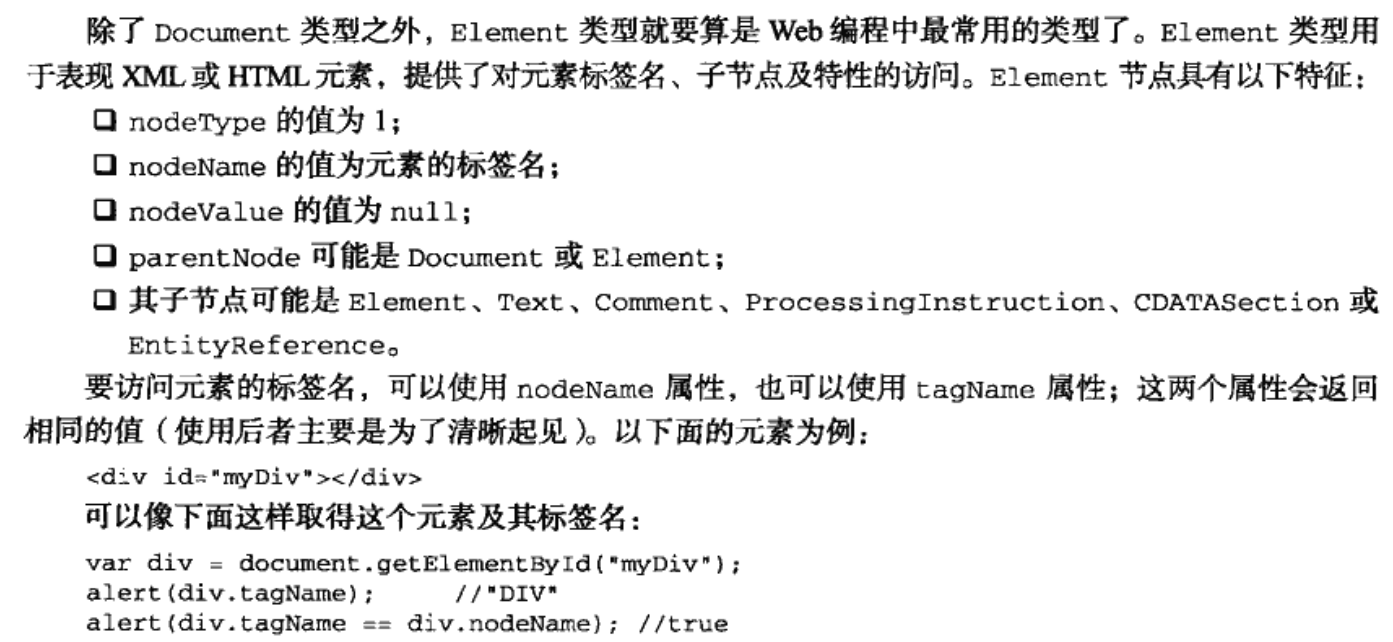 除了 Document 类型之外，Element 类型就要算是 Web 编程中最常用的类型了。Element 类型用
于表现 XML 或 HTML 元素，提供了对元素标签名、子节点及特性的访问。Element 节点具有以下特征：
❑ nodeType 的值为 1；
❑ nodeName 的值为元素的标签名；
❑ nodeValue 的值为 null；
❑ parentNode 可能是 Document 或 Element；
❑ 其子节点可能是 Element、Text、Comment、ProcessingInstruction、CDATASection 或
EntityReference。
要访问元素的标签名，可以使用 nodeName 属性，也可以使用 tagName 属性；这两个属性会返回
相同的值（使用后者主要是为了清晰起见）。以下面的元素为例：
<div id="myDiv"></div>
可以像下面这样取得这个元素及其标签名：
var div = document.getElementById("myDiv");
alert(div.tagName); //"DIV"
alert(div.tagName == div.nodeName); //true